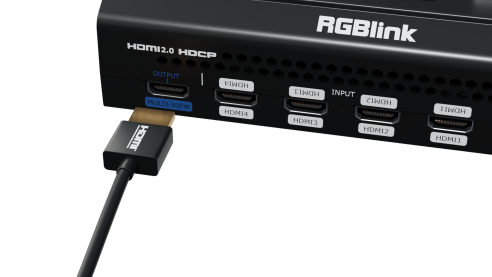 RGBlink
HDMI2.0 HDCP
OUTPUT
MULTI-VIEW
INPUT
HDMI4
HDMI3
HDMI2
HDMI1
HDMI4
HDMI3
HDMI2
HDMI1
HDMI